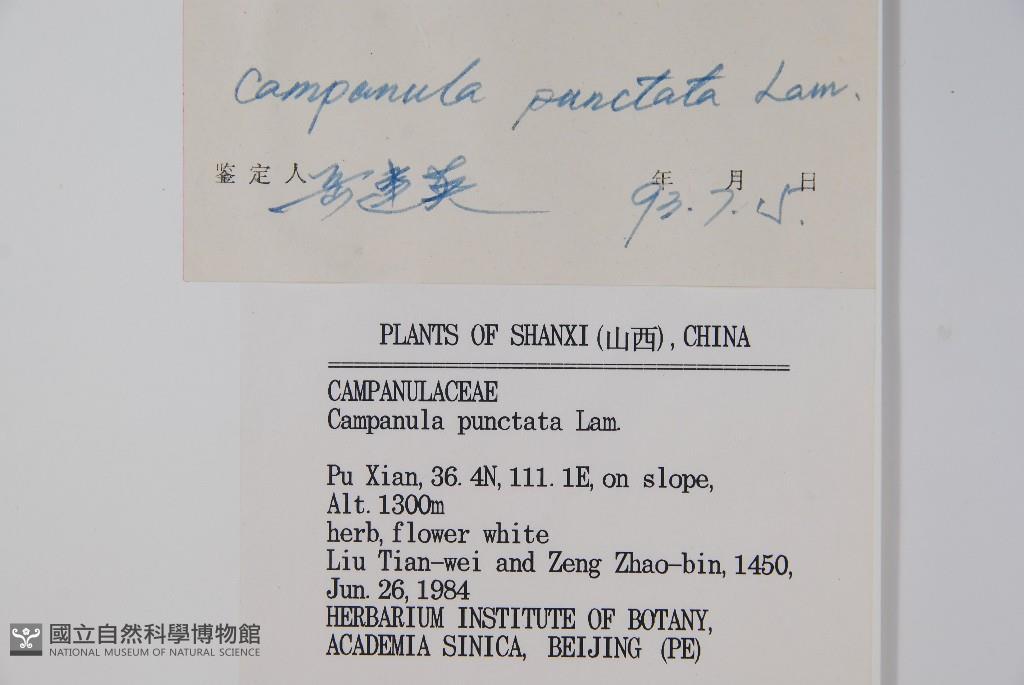 Campanula punctata Lam.
鉴定人 年 月 日
93.7.15.
PLANTS OF SHANXI (山西), CHINA
CAMPANULACEAE
Campanula punctata Lam.
Pu Xian, 36.4N, 111.1E, on slope,
Alt. 1300m
herb, flower white
Liu Tian-wei and Zeng Zhao-bin, 1450,
Jun. 26, 1984
HERBARIUM INSTITUTE OF BOTANY,
ACADEMIA SINICA, BEIJING (PE)
國立自然科學博物館
NATIONAL MUSEUM OF NATURAL SCIENCE